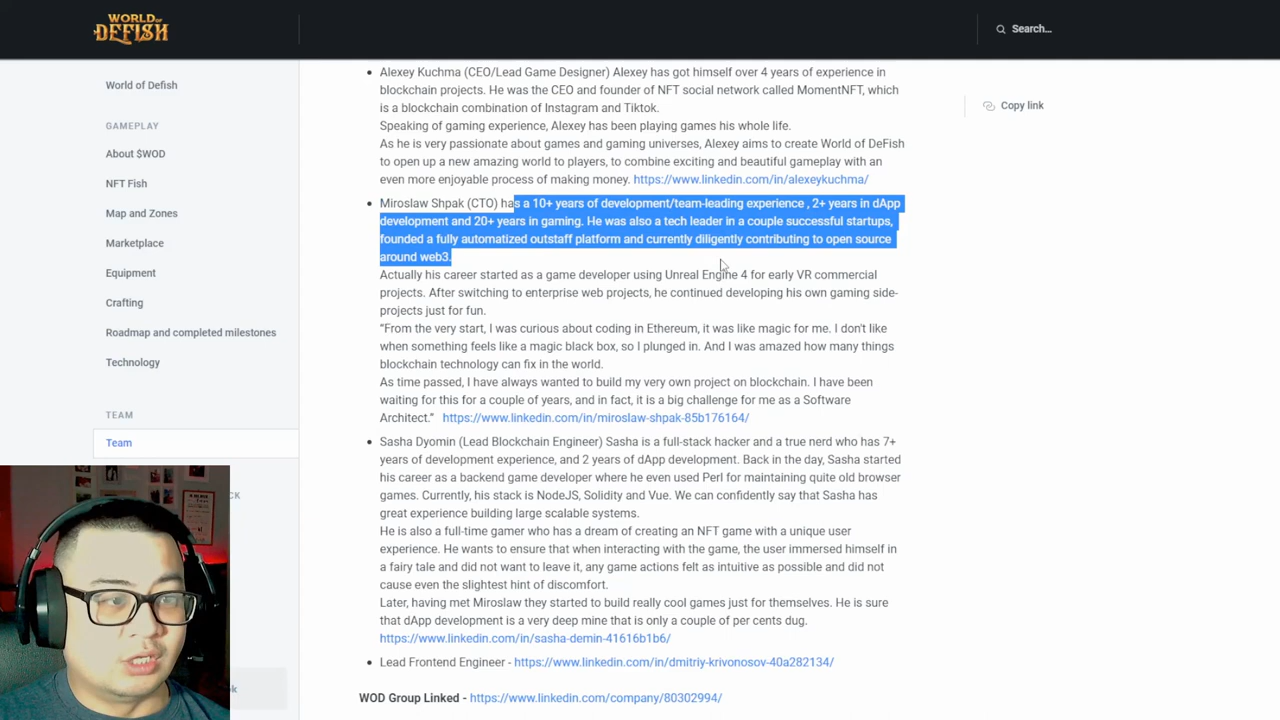 WORLD OF
DEFISH
Search...
World of Defish
GAMEPLAY
About $WOD
NFT Fish
Map and Zones
Marketplace
Equipment
Crafting
Roadmap and completed milestones
Technology
TEAM
Team
CK
Alexey Kuchma (CEO/Lead Game Designer) Alexey has got himself over 4 years of experience in
blockchain projects. He was the CEO and founder of NFT social network called MomentNFT, which
is a blockchain combination of Instagram and Tiktok.
Speaking of gaming experience, Alexey has been playing games his whole life.
As he is very passionate about games and gaming universes, Alexey aims to create World of DeFish
to open up a new amazing world to players, to combine exciting and beautiful gameplay with an
even more enjoyable process of making money. https://www.linkedin.com/in/alexeykuchma/
Miroslaw Shpak (CTO) has a 10+ years of development/team-leading experience , 2+ years in dApp
development and 20+ years in gaming. He was also a tech leader in a couple successful startups,
founded a fully automatized outstaff platform and currently diligently contributing to open source
around web3.
Actually his career started as a game developer using Unreal Engine 4 for early VR commercial
projects. After switching to enterprise web projects, he continued developing his own gaming side-
projects just for fun.
“From the very start, I was curious about coding in Ethereum, it was like magic for me. I don't like
when something feels like a magic black box, so I plunged in. And I was amazed how many things
blockchain technology can fix in the world.
As time passed, I have always wanted to build my very own project on blockchain. I have been
waiting for this for a couple of years, and in fact, it is a big challenge for me as a Software
Architect.” https://www.linkedin.com/in/miroslaw-shpak-85b176164/
Sasha Dyomin (Lead Blockchain Engineer) Sasha is a full-stack hacker and a true nerd who has 7+
years of development experience, and 2 years of dApp development. Back in the day, Sasha started
his career as a backend game developer where he even used Perl for maintaining quite old browser
games. Currently, his stack is NodeJS, Solidity and Vue. We can confidently say that Sasha has
great experience building large scalable systems.
He is also a full-time gamer who has a dream of creating an NFT game with a unique user
experience. He wants to ensure that when interacting with the game, the user immersed himself in
a fairy tale and did not want to leave it, any game actions felt as intuitive as possible and did not
cause even the slightest hint of discomfort.
Later, having met Miroslaw they started to build really cool games just for themselves. He is sure
that dApp development is a very deep mine that is only a couple of per cents dug.
https://www.linkedin.com/in/sasha-demin-41616b1b6/
Lead Frontend Engineer - https://www.linkedin.com/in/dmitriy-krivonosov-40a282134/
WOD Group Linked - https://www.linkedin.com/company/80302994/
Copy link